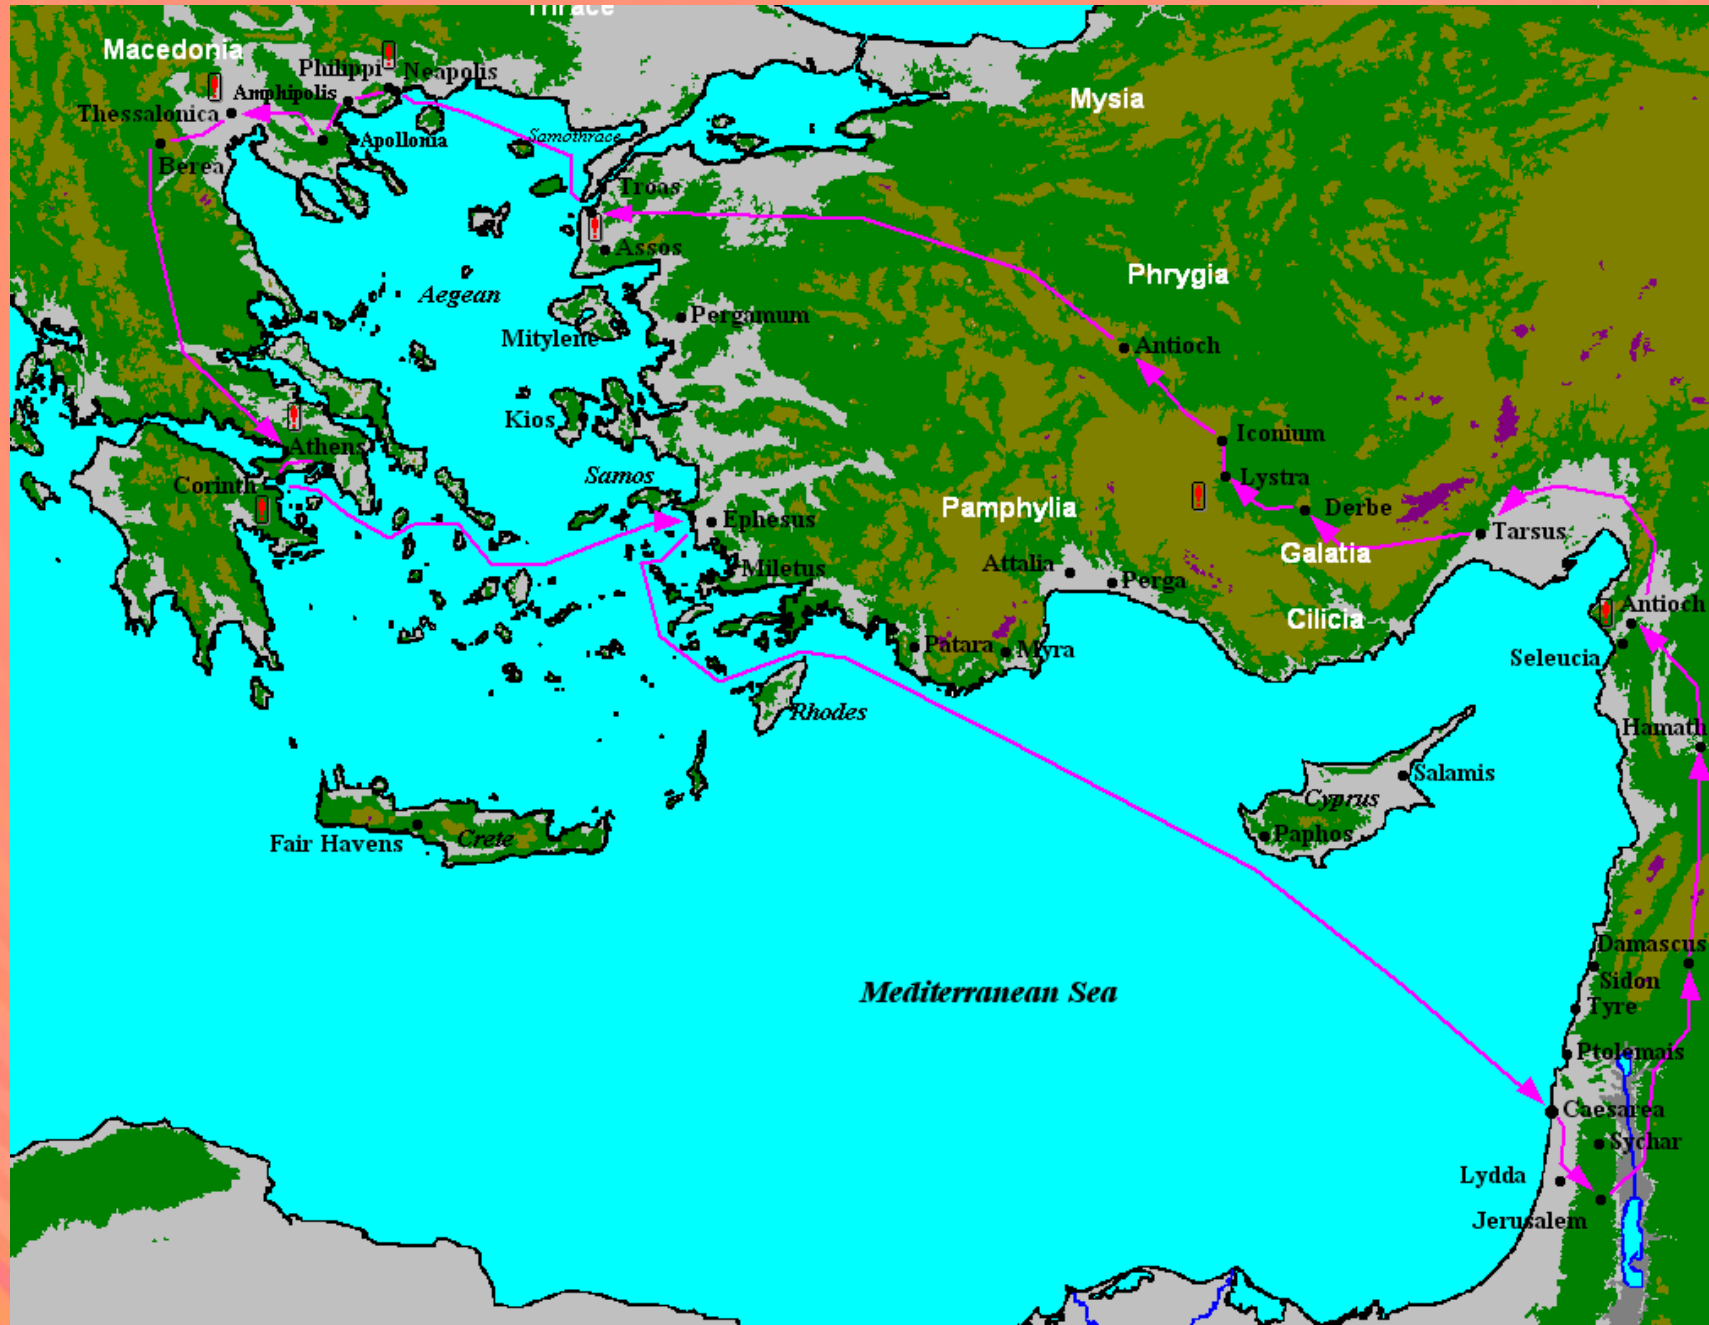 Thrace
Macedonia
Philippi
Neapolis
Amphipolis
Mysia
Thessalonica
Samothrace
Apollonia
Berea
Troas
Assos
Phrygia
Aegean
Pergamum
Mitylene
Antioch
Kios
Iconium
Athens
Samos
Lystra
Corinth
Pamphylia
Derbe
Ephesus
Tarsus
Galatia
Miletus
Attalia
Perga
Antioch
Cilicia
Patara
Myra
Seleucia
Rhodes
Hamath
Salamis
Cyprus
Paphos
Fair Havens
Crete
Damascus
Sidon
Mediterranean Sea
Tyre
Ptolemais
Caesarea
Sychar
Lydda
Jerusalem